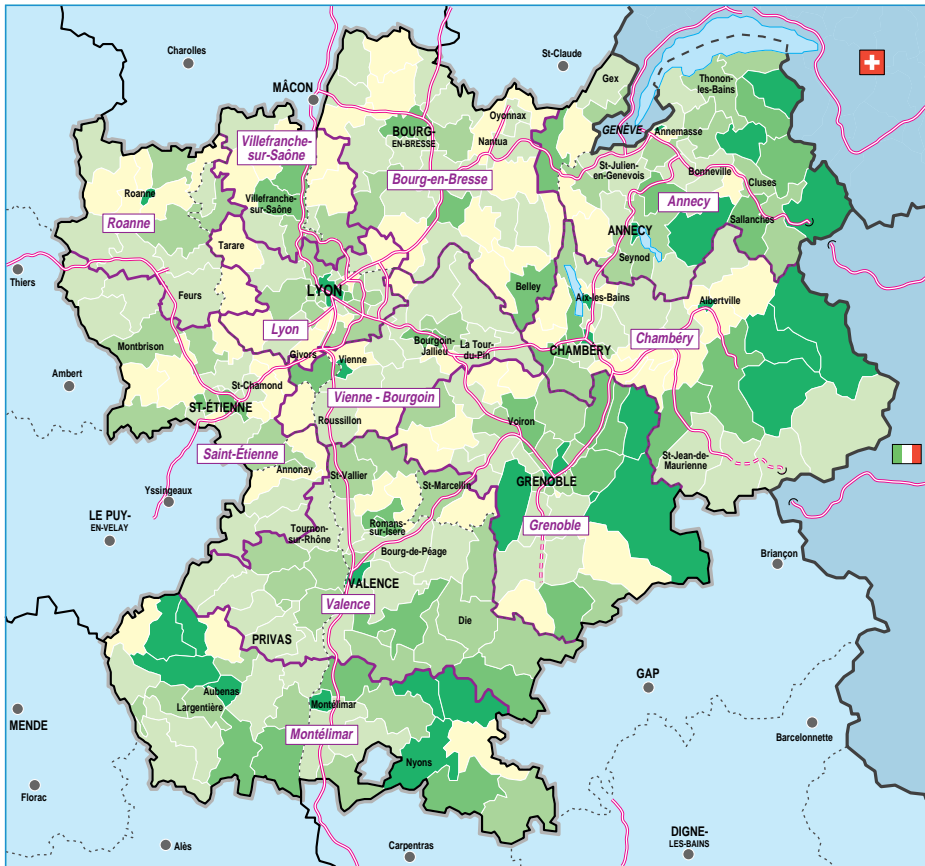 Charolles
St-Claude
MÂCON
Gex
Thonon-
les-Bains
Oyonnax
BOURG-
EN-BRESSE
Nantua
GENÈVE
Annemasse
Villefranche-
sur-Saône
St-Julien-
en-Genevois
Bonneville
Cluses
Bourg-en-Bresse
Roanne
Villefranche-
sur-Saône
Annecy
Roanne
Sallanches
ANNECY
Tarare
Seynod
Thiers
LYON
Belley
Feurs
Aix-les-Bains
Albertville
Lyon
Chambéry
Montbrison
Bourgoin-
Jallieu
La Tour-
du-Pin
CHAMBÉRY
Givors
Vienne
Ambert
St-Chamond
Vienne - Bourgoin
ST-ÉTIENNE
Roussillon
Voiron
Saint-Étienne
St-Jean-de-
Maurienne
Annonay
St-Vallier
St-Marcellin
GRENOBLE
Yssingeaux
LE PUY-
EN-VELAY
Tournon-
sur-Rhône
Romans-
sur-Isère
Grenoble
Bourg-de-Péage
Briançon
VALENCE
Valence
Die
PRIVAS
GAP
Aubenas
Largentière
Montélimar
MENDE
Montélimar
Barcelonnette
Nyons
Florac
DIGNE-
LES-BAINS
Alès
Carpentras